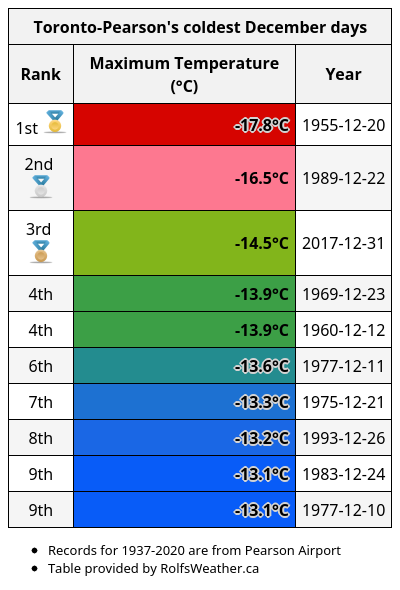 Toronto-Pearson's coldest December days
Rank Maximum Temperature (°C) Year
1st -17.8°C 1955-12-20
2nd -16.5°C 1989-12-22
3rd -14.5°C 2017-12-31
4th -13.9°C 1969-12-23
4th -13.9°C 1960-12-12
6th -13.6°C 1977-12-11
7th -13.3°C 1975-12-21
8th -13.2°C 1993-12-26
9th -13.1°C 1983-12-24
9th -13.1°C 1977-12-10
• Records for 1937-2020 are from Pearson Airport
• Table provided by RolfsWeather.ca